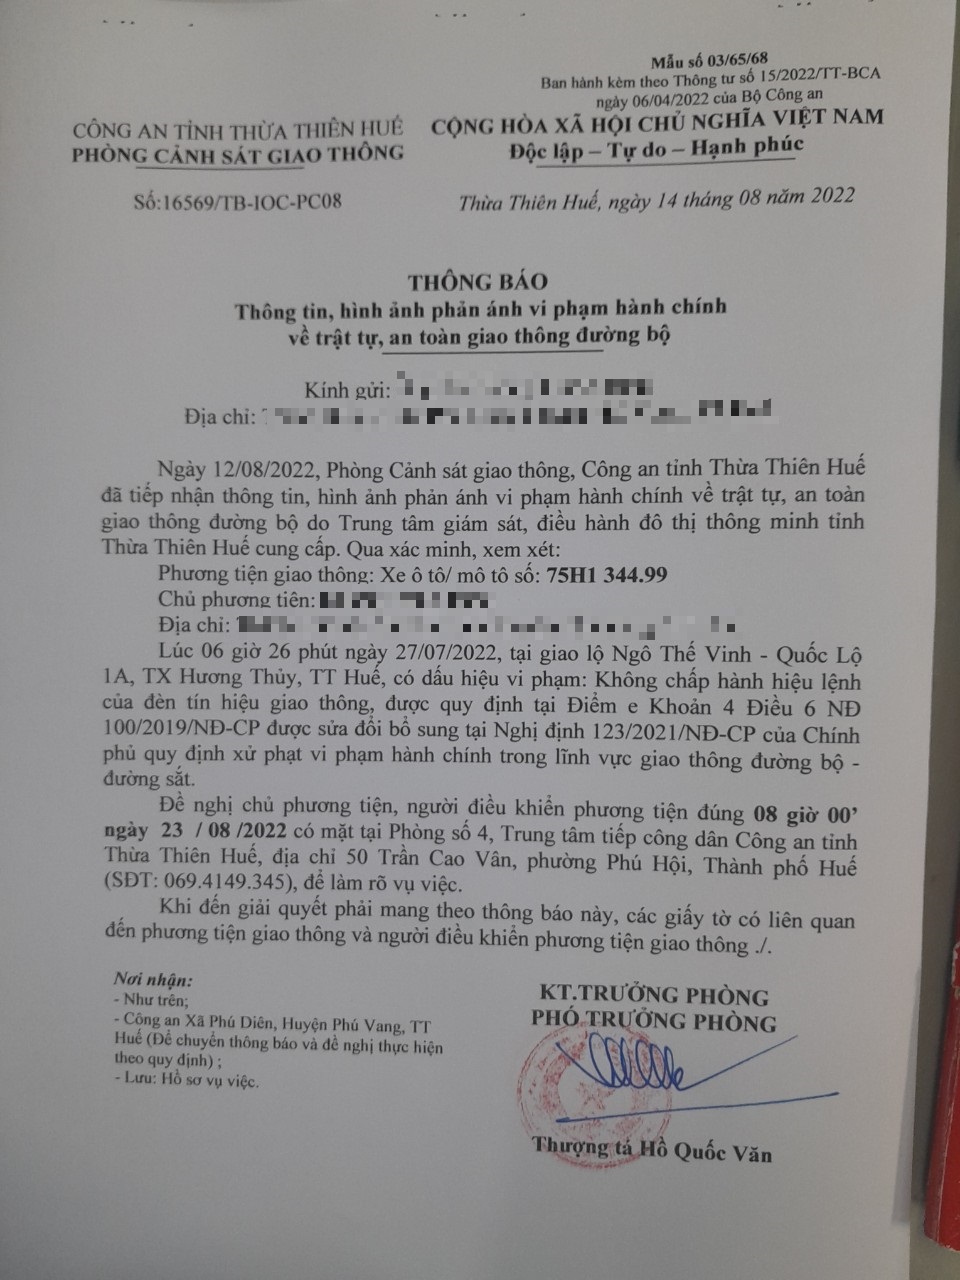 Mẫu số 03/65/68
Ban hành kèm theo Thông tư số 15/2022/TT-BCA
ngày 06/04/2022 của Bộ Công an
CÔNG AN TỈNH THỪA THIÊN HUẾ
PHÒNG CẢNH SÁT GIAO THÔNG
CỘNG HÒA XÃ HỘI CHỦ NGHĨA VIỆT NAM
Độc lập – Tự do – Hạnh phúc
Số:16569/TB-IOC-PC08
Thừa Thiên Huế, ngày 14 tháng 08 năm 2022
THÔNG BÁO
Thông tin, hình ảnh phản ánh vi phạm hành chính
về trật tự, an toàn giao thông đường bộ
Kính gửi:
Địa chỉ:
Ngày 12/08/2022, Phòng Cảnh sát giao thông, Công an tỉnh Thừa Thiên Huế
đã tiếp nhận thông tin, hình ảnh phản ánh vi phạm hành chính về trật tự, an toàn
giao thông đường bộ do Trung tâm giám sát, điều hành đô thị thông minh tỉnh
Thừa Thiên Huế cung cấp. Qua xác minh, xem xét:
Phương tiện giao thông: Xe ô tô/ mô tô số: 75H1 344.99
Chủ phương tiên:
Địa chỉ:
Lúc 06 giờ 26 phút ngày 27/07/2022, tại giao lộ Ngô Thế Vinh - Quốc Lộ
1A, TX Hương Thủy, TT Huế, có dấu hiệu vi phạm: Không chấp hành hiệu lệnh
của đèn tín hiệu giao thông, được quy định tại Điểm e Khoản 4 Điều 6 NĐ
100/2019/NĐ-CP được sửa đổi bổ sung tại Nghị định 123/2021/NĐ-CP của Chính
phủ quy định xử phạt vi phạm hành chính trong lĩnh vực giao thông đường bộ -
đường sắt.
Đề nghị chủ phương tiện, người điều khiển phương tiện đúng 08 giờ 00’
ngày 23 / 08 /2022 có mặt tại Phòng số 4, Trung tâm tiếp công dân Công an tỉnh
Thừa Thiên Huế, địa chỉ 50 Trần Cao Vân, phường Phú Hội, Thành phố Huế
(SĐT: 069.4149.345), để làm rõ vụ việc.
Khi đến giải quyết phải mang theo thông báo này, các giấy tờ có liên quan
đến phương tiện giao thông và người điều khiển phương tiện giao thông ./.
Nơi nhận:
- Như trên;
- Công an Xã Phú Diên, Huyện Phú Vang, TT
Huế (Để chuyển thông báo và đề nghị thực hiện
theo quy định) ;
- Lưu: Hồ sơ vụ việc.
KT.TRƯỞNG PHÒNG
PHÓ TRƯỞNG PHÒNG
Thượng tá Hồ Quốc Văn